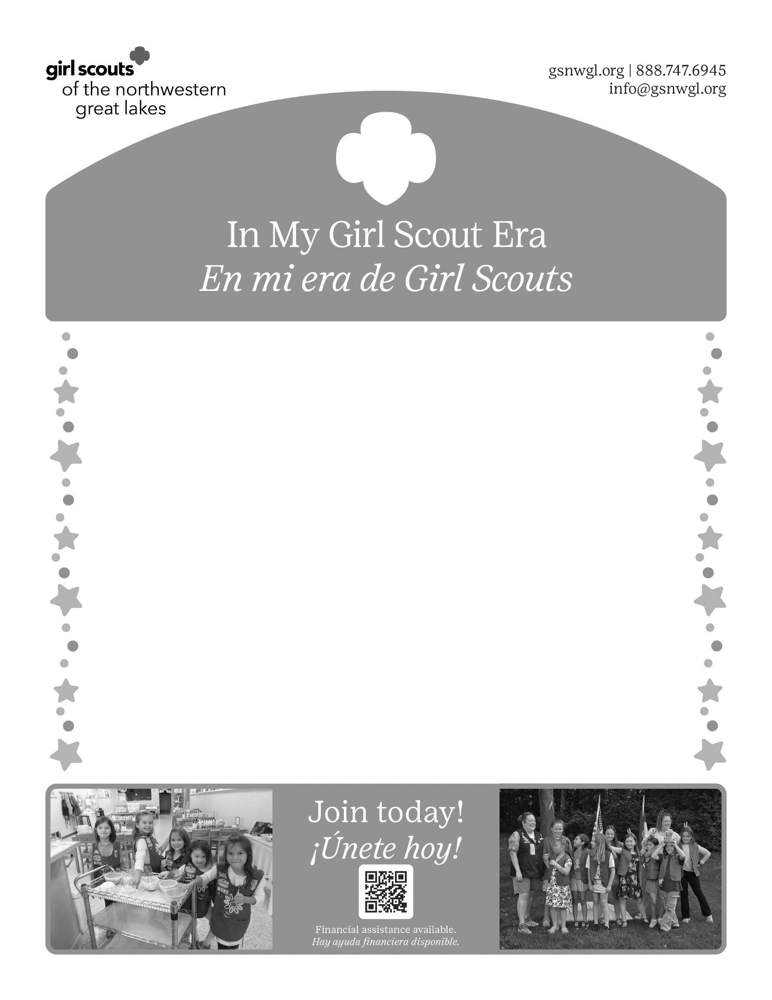 girl scouts
of the northwestern
great lakes
gsnwgl.org | 888.747.6945
info@gsnwgl.org
In My Girl Scout Era
En mi era de Girl Scouts
Join today!
¡Únete hoy!
Financial assistance available.
Hay ayuda financiera disponible.